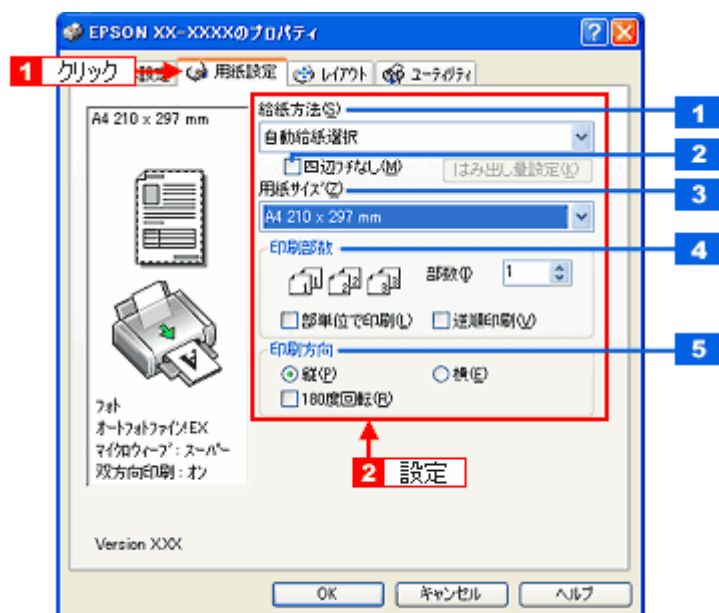 EPSON XX-XXXXのプロパティ
1 クリック
設定 用紙設定 レイアウト ユーティリティ
A4 210 x 297 mm
給紙方法(S)
1
自動給紙選択
2
四辺フチなし(M) はみ出し量設定(K)
用紙サイズ(Z)
3
A4 210 x 297 mm
印刷部数
4
部数(I) 1
部単位で印刷(L) 逆順印刷(V)
印刷方向
5
縦(P) 横(E)
180度回転(R)
フォト
オートフォトファイン!EX
マイクロウィーブ:スーパー
双方向印刷:オン
2 設定
Version XXX
OK キャンセル ヘルプ